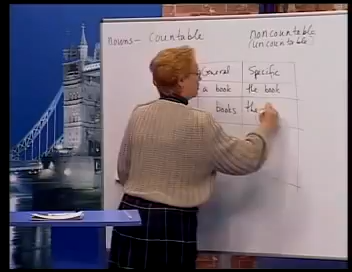 nouns - countable
noncountable
(uncountable)
General Specific
a book the book
books the